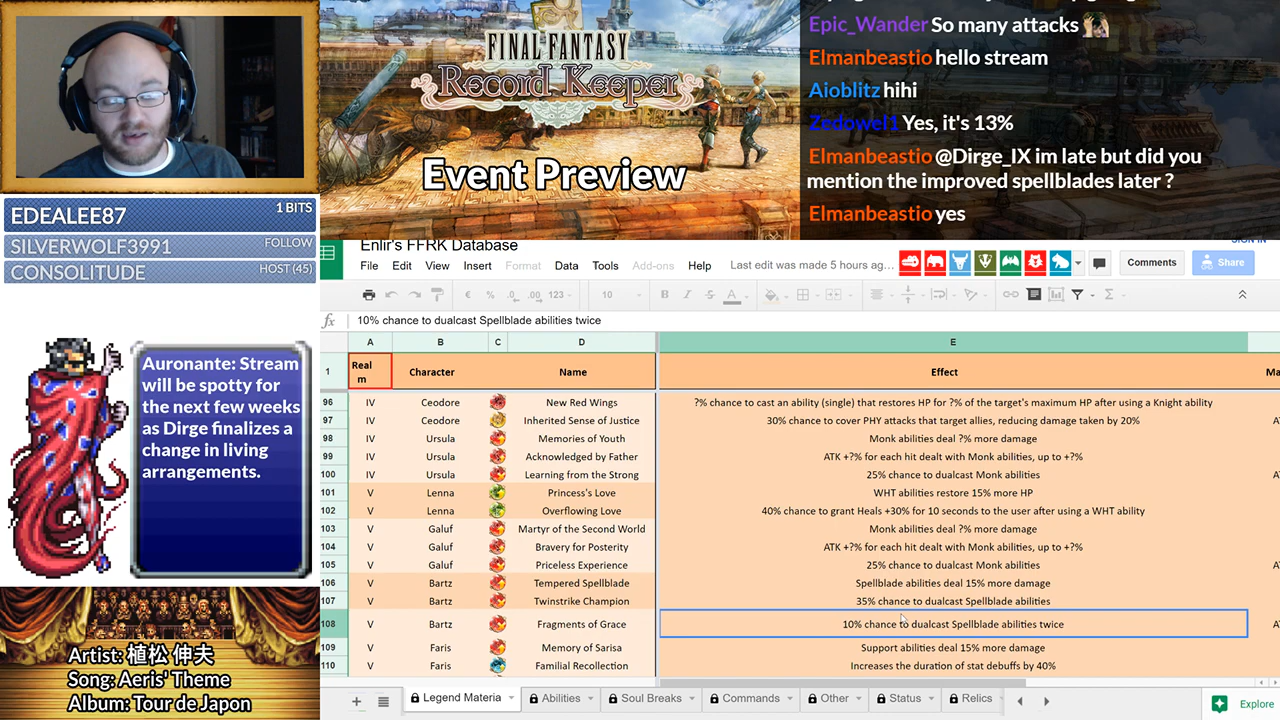 FINAL FANTASY
Record Keeper
Event Preview
Epic_Wander So many attacks
Elmanbeastio hello stream
Aioblitz hihi
Zedowel1 Yes, it's 13%
Elmanbeastio @Dirge_IX im late but did you
mention the improved spellblades later ?
Elmanbeastio yes
EDEALEE87 1 BITS
SILVERWOLF3991 FOLLOW
CONSOLITUDE HOST (45)
Auronante: Stream
will be spotty for
the next few weeks
as Dirge finalizes a
change in living
arrangements.
Artist: 植松 伸夫
Song: Aeris' Theme
Album: Tour de Japon
Enlir's FFRK Database
SIGN IN
File Edit View Insert Format Data Tools Add-ons Help Last edit was made 5 hours ag... Comments Share
€ % .0 .00 123 10 B I S A Σ
fx 10% chance to dualcast Spellblade abilities twice
A B C D E
1 Real
m Character Name Effect Ma
96 IV Ceodore New Red Wings ?% chance to cast an ability (single) that restores HP for ?% of the target's maximum HP after using a Knight ability
97 IV Ceodore Inherited Sense of Justice 30% chance to cover PHY attacks that target allies, reducing damage taken by 20% A
98 IV Ursula Memories of Youth Monk abilities deal ?% more damage
99 IV Ursula Acknowledged by Father ATK +?% for each hit dealt with Monk abilities, up to +?%
100 IV Ursula Learning from the Strong 25% chance to dualcast Monk abilities A
101 V Lenna Princess's Love WHT abilities restore 15% more HP
102 V Lenna Overflowing Love 40% chance to grant Heals +30% for 10 seconds to the user after using a WHT ability
103 V Galuf Martyr of the Second World Monk abilities deal ?% more damage
104 V Galuf Bravery for Posterity ATK +?% for each hit dealt with Monk abilities, up to +?%
105 V Galuf Priceless Experience 25% chance to dualcast Monk abilities A
106 V Bartz Tempered Spellblade Spellblade abilities deal 15% more damage
107 V Bartz Twinstrike Champion 35% chance to dualcast Spellblade abilities
108 V Bartz Fragments of Grace 10% chance to dualcast Spellblade abilities twice A
109 V Faris Memory of Sarisa Support abilities deal 15% more damage
110 V Faris Familial Recollection Increases the duration of stat debuffs by 40%
Legend Materia Abilities Soul Breaks Commands Other Status Relics Explore